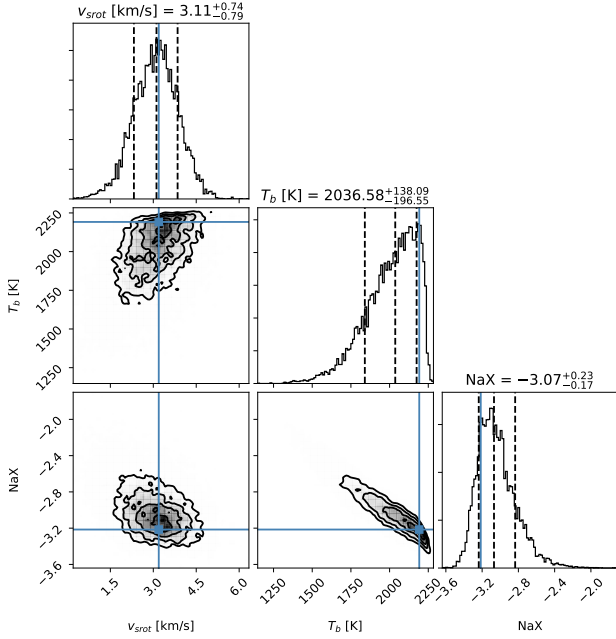 v_srot [km/s] = 3.11^{+0.74}_{−0.79}
T_b [K] = 2036.58^{+138.09}_{−196.55}
NaX = −3.07^{+0.23}_{−0.17}
T_b [K]
2250
2000
1750
1500
1250
NaX
−2.0
−2.4
−2.8
−3.2
−3.6
1.5 3.0 4.5 6.0
1250 1500 1750 2000 2250
−3.6 −3.2 −2.8 −2.4 −2.0
v_srot [km/s] T_b [K] NaX